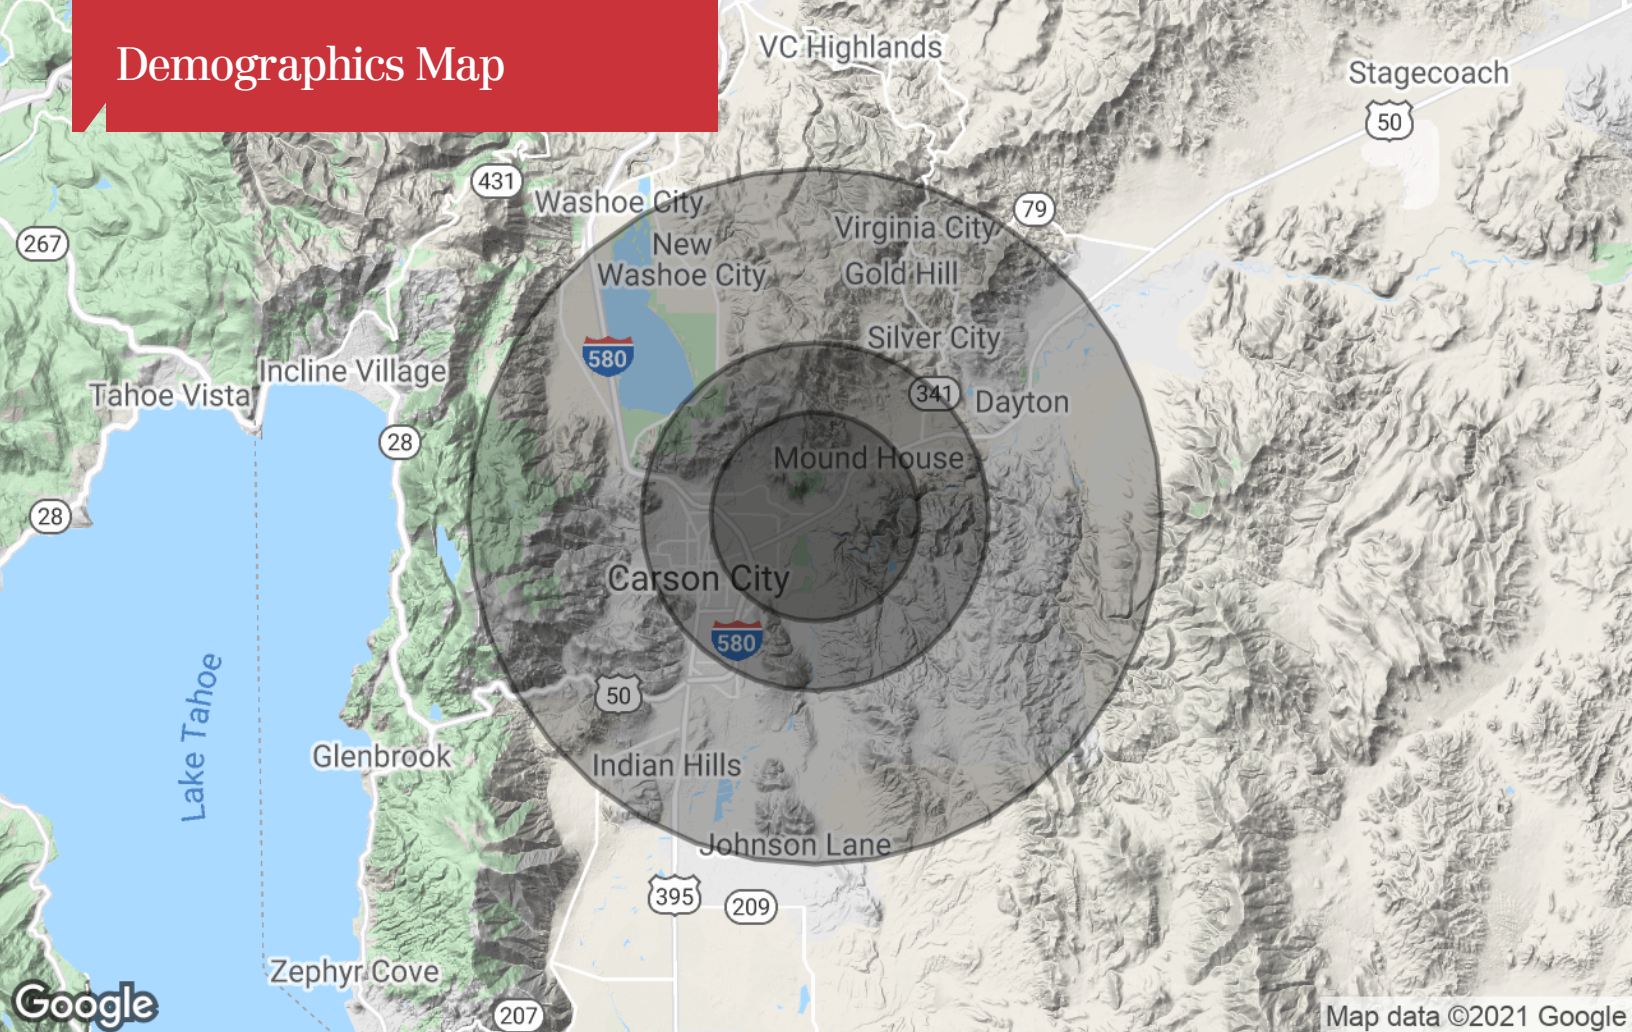 Demographics Map
VC Highlands
Stagecoach
50
431
Washoe City
79
Virginia City
267
New
Washoe City
Gold Hill
Silver City
580
Incline Village
Tahoe Vista
341
Dayton
28
Mound House
28
Carson City
580
50
Lake Tahoe
Glenbrook
Indian Hills
Johnson Lane
395
209
Zephyr Cove
Google
207
Map data ©2021 Google